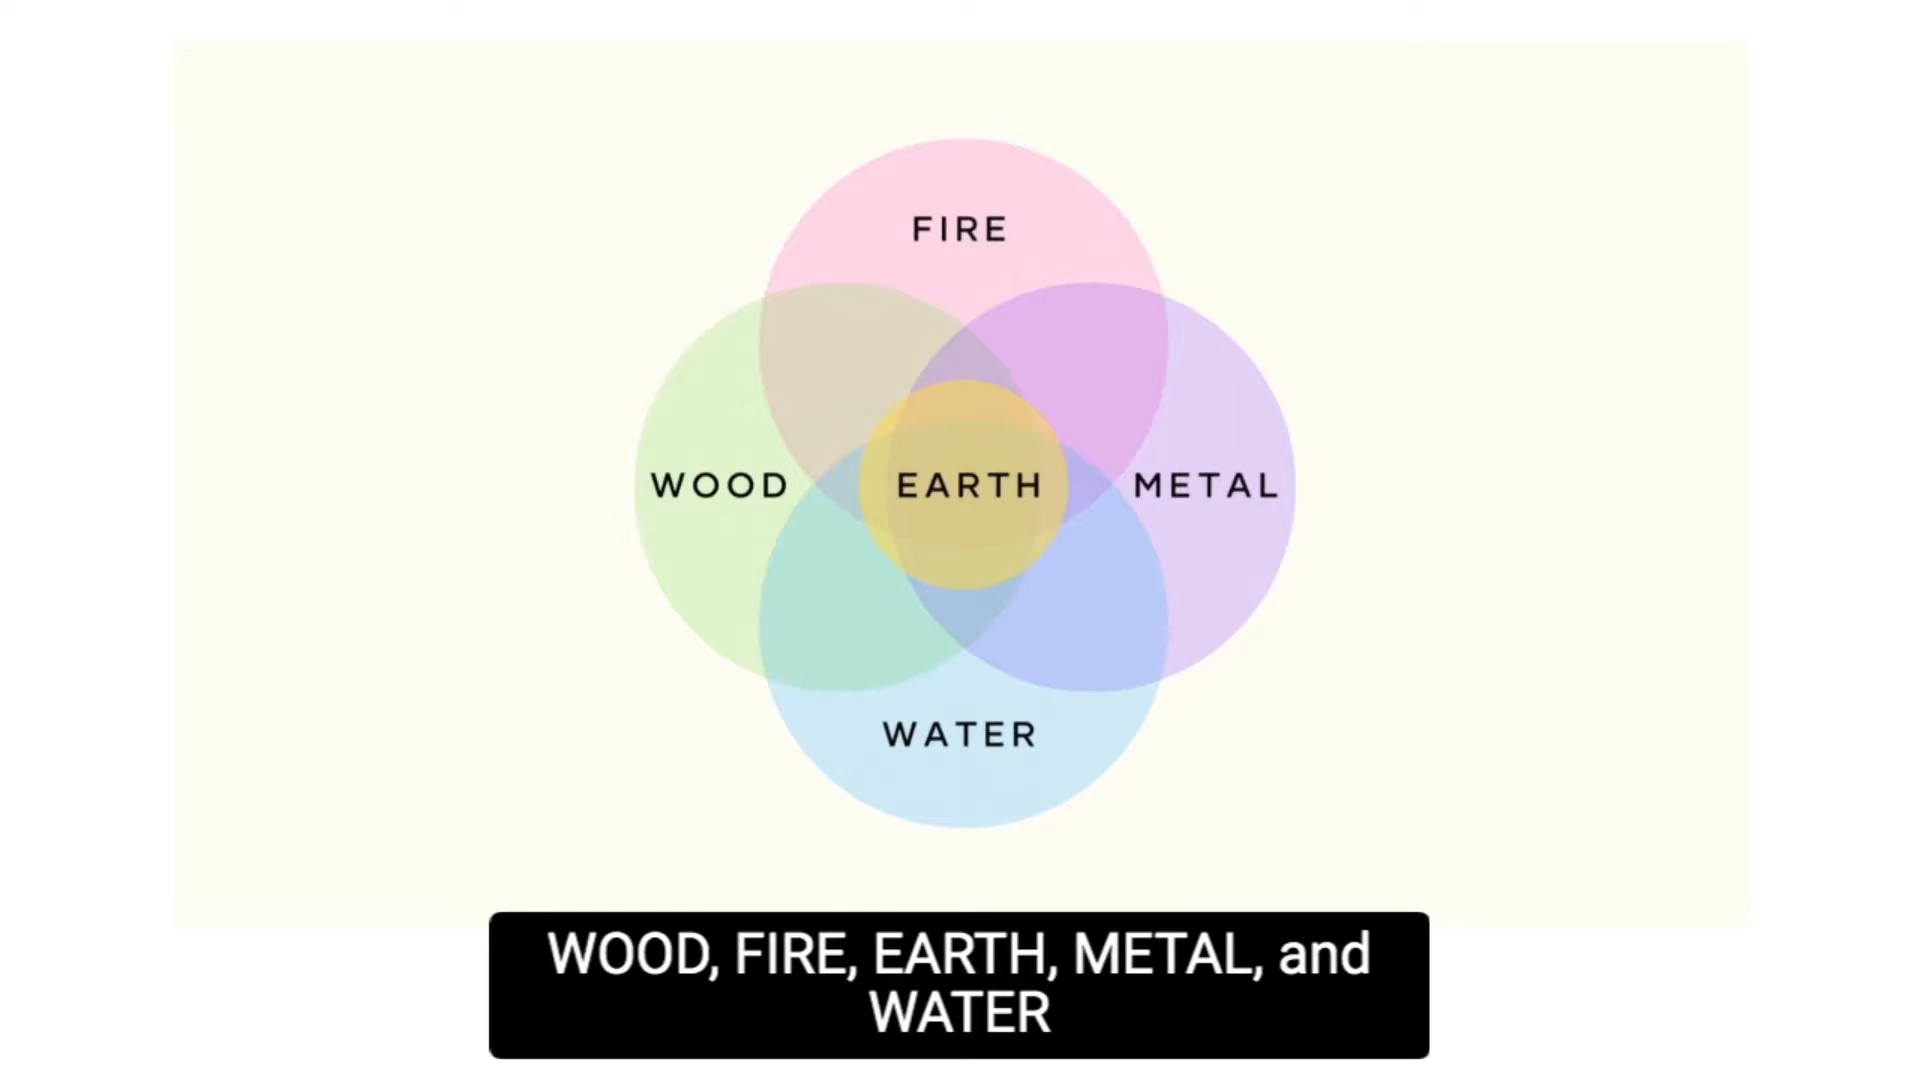 FIRE
WOOD
EARTH
METAL
WATER
WOOD, FIRE, EARTH, METAL, and
WATER